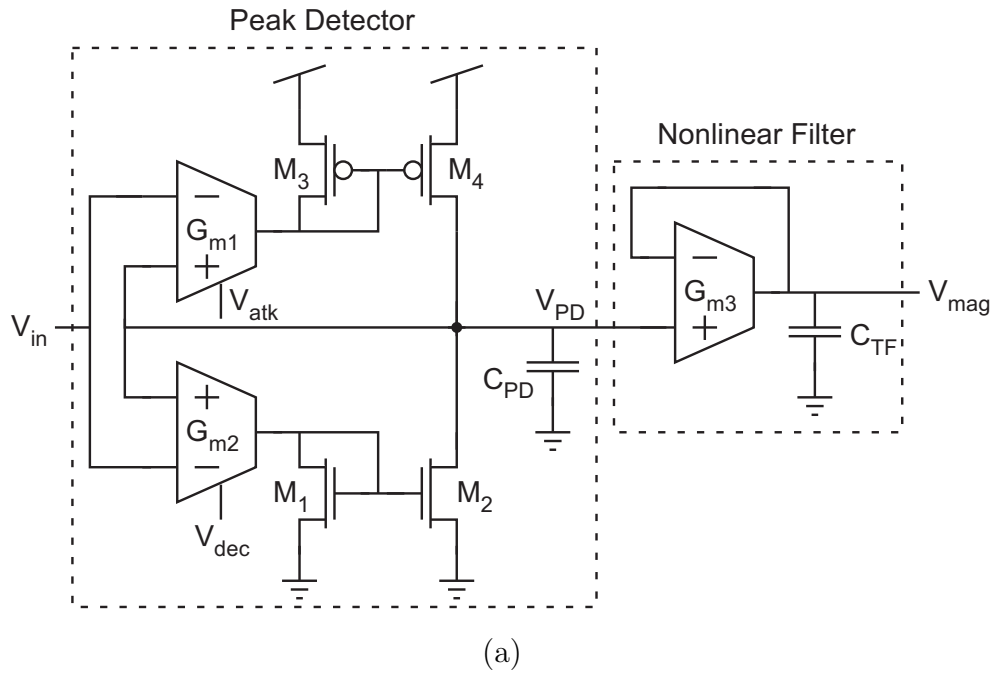 Peak Detector
Nonlinear Filter
M3
M4
−
Gm1
+
Vatk
Vin
VPD
CPD
−
Gm3
+
Vmag
CTF
+
Gm2
−
Vdec
M1
M2
(a)